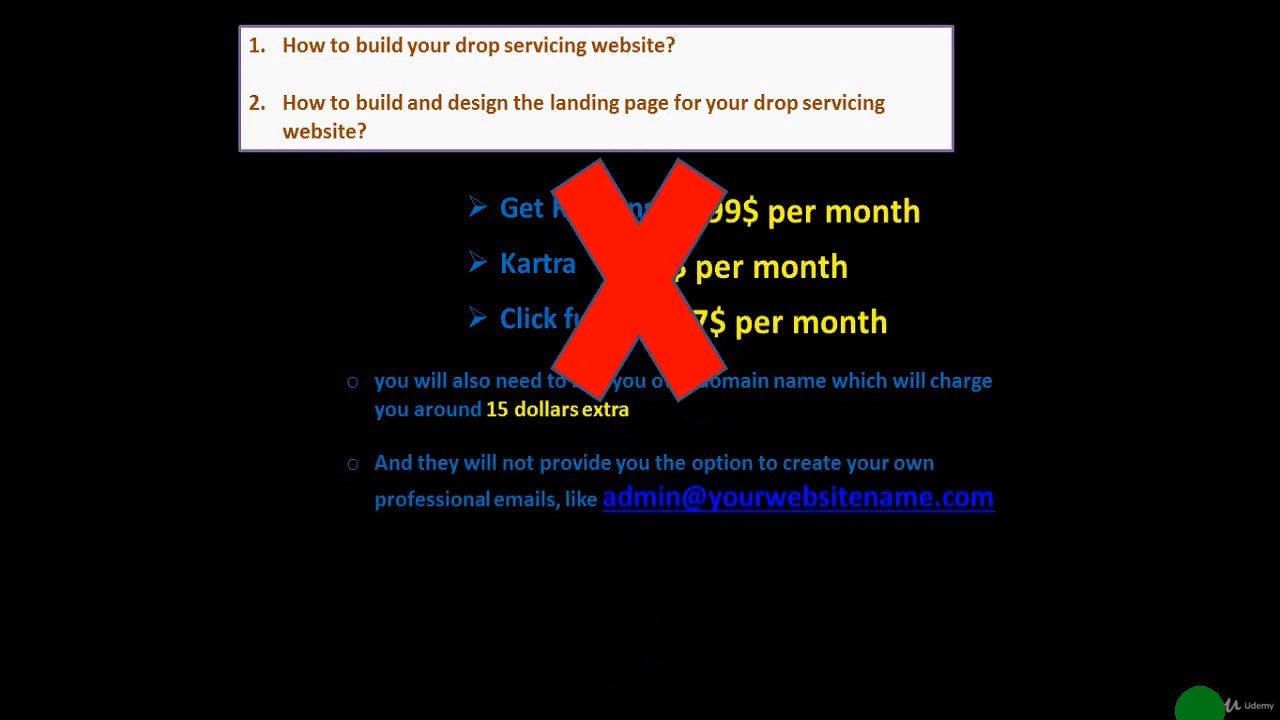 1. How to build your drop servicing website?
2. How to build and design the landing page for your drop servicing
website?
Get
99$ per month
Kartra
$ per month
Click
7$ per month
you will also need to you domain name which will charge
you around 15 dollars extra
And they will not provide you the option to create your own
professional emails, like admin@yourwebsitename.com
Udemy